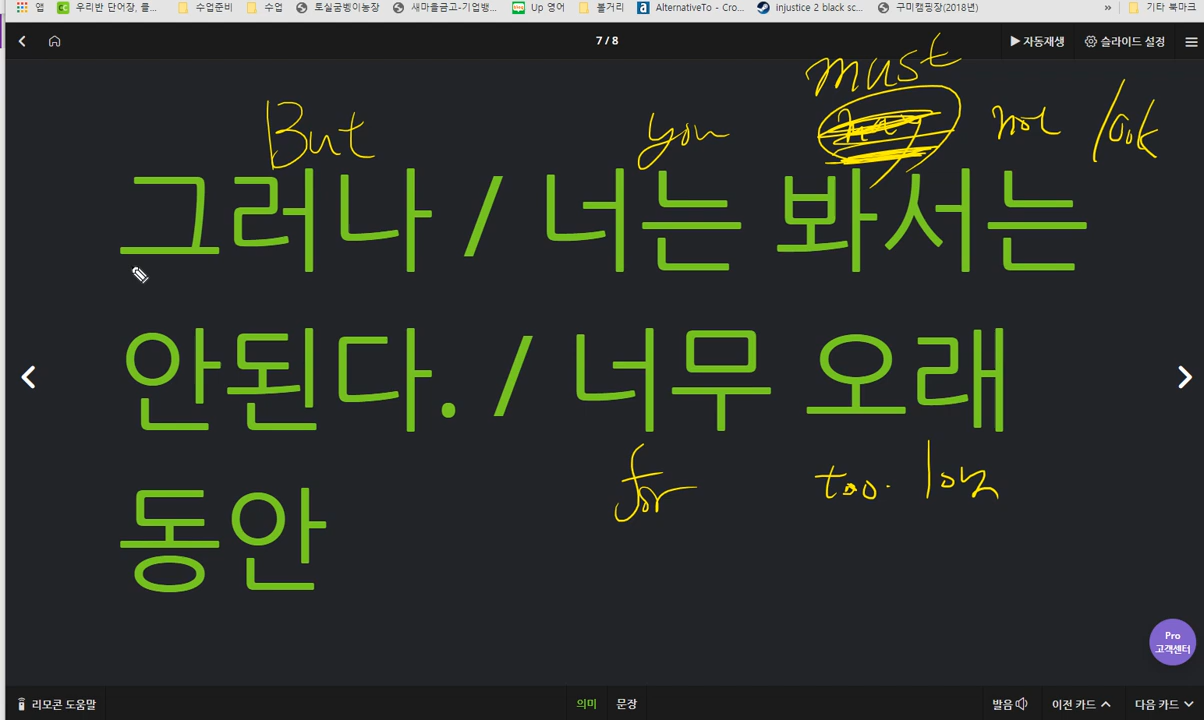 앱 우리반 단어장, 클... 수업준비 수업 토실굼벵이농장 새마을금고-기업뱅... Up 영어 볼거리 AlternativeTo - Cro... injustice 2 black sc... 구미캠핑장(2018년) » 기타 북마크
7 / 8 자동재생 슬라이드 설정
must
But you not look
그러나 / 너는 봐서는
안된다. / 너무 오래
for too. lon
동안
Pro
고객센터
리모콘 도움말 의미 문장 발음 이전 카드 다음 카드